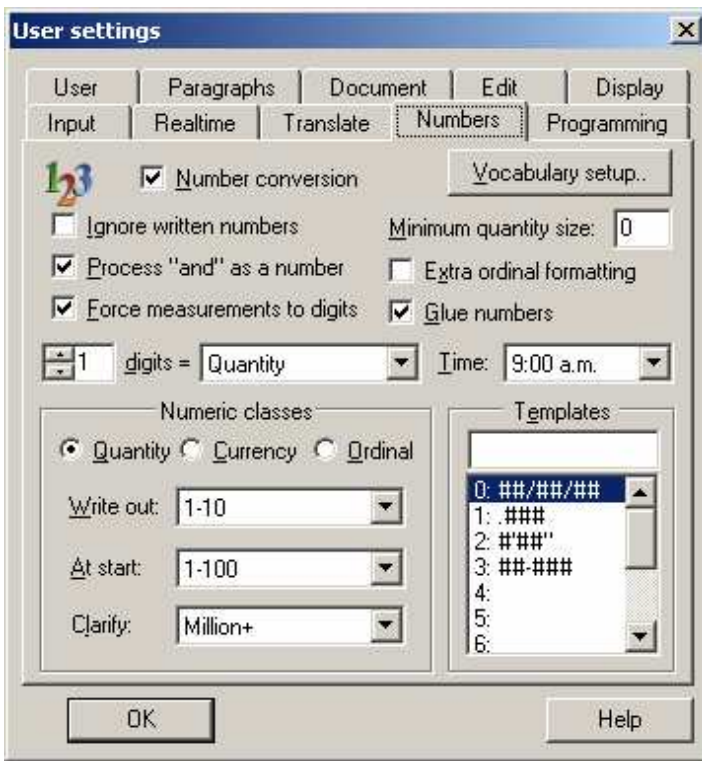 User settings
User Paragraphs Document Edit Display
Input Realtime Translate Numbers Programming
123 Number conversion Vocabulary setup..
Ignore written numbers Minimum quantity size: 0
Process "and" as a number Extra ordinal formatting
Force measurements to digits Glue numbers
1 digits = Quantity Time: 9:00 a.m.
Numeric classes Templates
Quantity Currency Ordinal
0: ##/##/##
Write out: 1-10
1: .###
2: #'##"
At start: 1-100
3: ##-###
4:
5:
Clarify: Million+
6:
OK Help